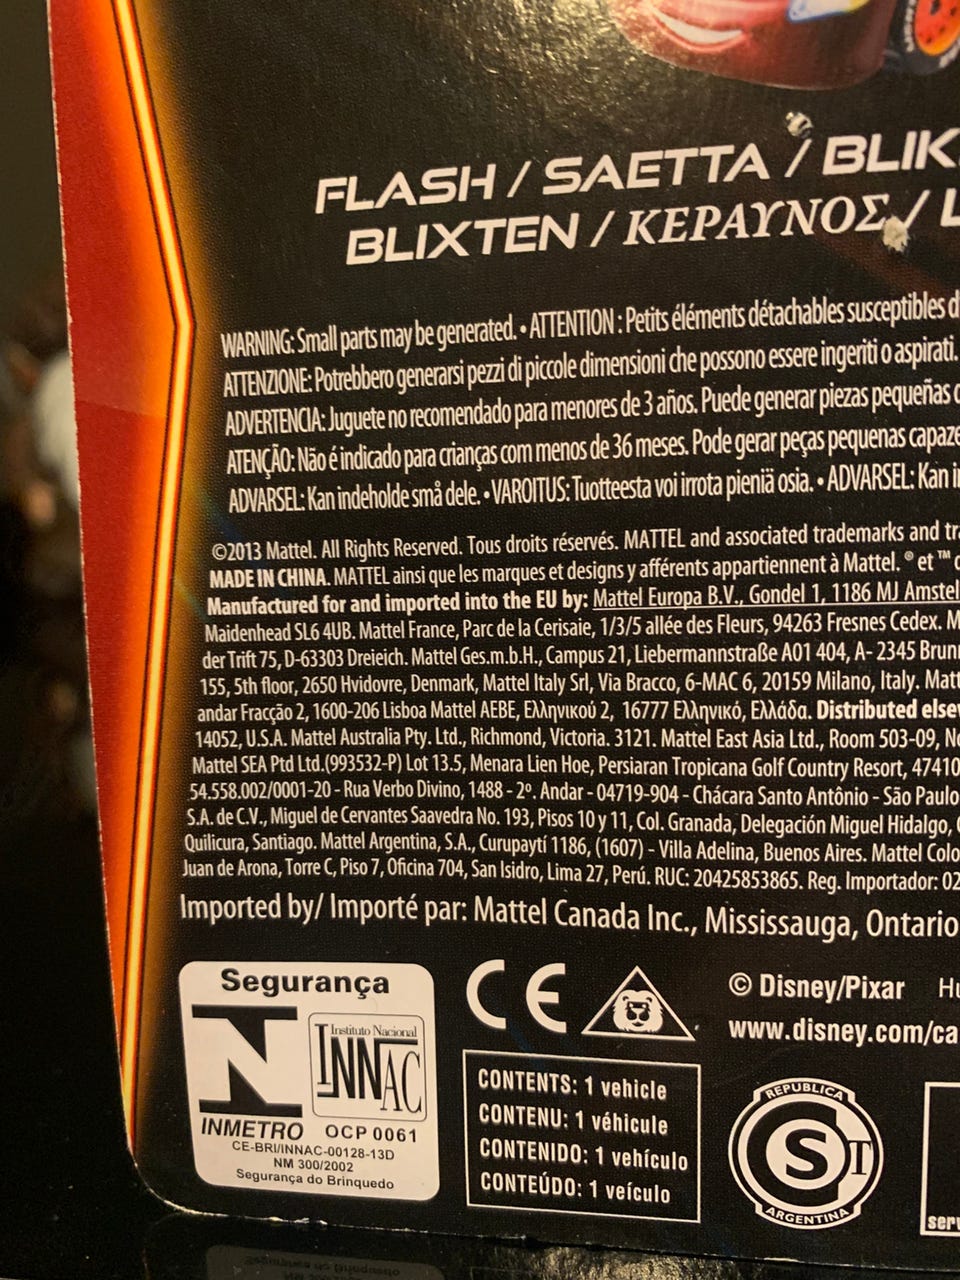 FLASH / SAETTA / BLIK
BLIXTEN / ΚΕΡΑΥΝΟΣ / L
WARNING: Small parts may be generated. • ATTENTION : Petits éléments détachables susceptibles d
ATTENZIONE: Potrebbero generarsi pezzi di piccole dimensioni che possono essere ingeriti o aspirati.
ADVERTENCIA: Juguete no recomendado para menores de 3 años. Puede generar piezas pequeñas
ATENÇÃO: Não é indicado para crianças com menos de 36 meses. Pode gerar peças pequenas capaze
ADVARSEL: Kan indeholde små dele. • VAROITUS: Tuotteesta voi irrota pieniä osia. • ADVARSEL: Kan i
©2013 Mattel. All Rights Reserved. Tous droits réservés. MATTEL and associated trademarks and tra
MADE IN CHINA. MATTEL ainsi que les marques et designs y afférents appartiennent à Mattel. ® et ™
Manufactured for and imported into the EU by: Mattel Europa B.V., Gondel 1, 1186 MJ Amstel
Maidenhead SL6 4UB. Mattel France, Parc de la Cerisaie, 1/3/5 allée des Fleurs, 94263 Fresnes Cedex. M
der Trift 75, D-63303 Dreieich. Mattel Ges.m.b.H., Campus 21, Liebermannstraße A01 404, A- 2345 Brunn
155, 5th floor, 2650 Hvidovre, Denmark, Mattel Italy Srl, Via Bracco, 6-MAC 6, 20159 Milano, Italy. Matt
andar Fracção 2, 1600-206 Lisboa Mattel AEBE, Ελληνικού 2, 16777 Ελληνικό, Ελλάδα. Distributed elsew
14052, U.S.A. Mattel Australia Pty. Ltd., Richmond, Victoria. 3121. Mattel East Asia Ltd., Room 503-09, No
Mattel SEA Ptd Ltd.(993532-P) Lot 13.5, Menara Lien Hoe, Persiaran Tropicana Golf Country Resort, 47410
54.558.002/0001-20 - Rua Verbo Divino, 1488 - 2º. Andar - 04719-904 - Chácara Santo Antônio - São Paulo
S.A. de C.V., Miguel de Cervantes Saavedra No. 193, Pisos 10 y 11, Col. Granada, Delegación Miguel Hidalgo,
Quilicura, Santiago. Mattel Argentina, S.A., Curupaytí 1186, (1607) - Villa Adelina, Buenos Aires. Mattel Colo
Juan de Arona, Torre C, Piso 7, Oficina 704, San Isidro, Lima 27, Perú. RUC: 20425853865. Reg. Importador: 02
Imported by/ Importé par: Mattel Canada Inc., Mississauga, Ontario
Segurança
Instituto Nacional
INNAC
INMETRO OCP 0061
CE-BRI/INNAC-00128-13D
NM 300/2002
Segurança do Brinquedo
CE
CONTENTS: 1 vehicle
CONTENU: 1 véhicule
CONTENIDO: 1 vehículo
CONTEÚDO: 1 veículo
© Disney/Pixar Hu
www.disney.com/ca
REPUBLICA
S T
ARGENTINA
serv